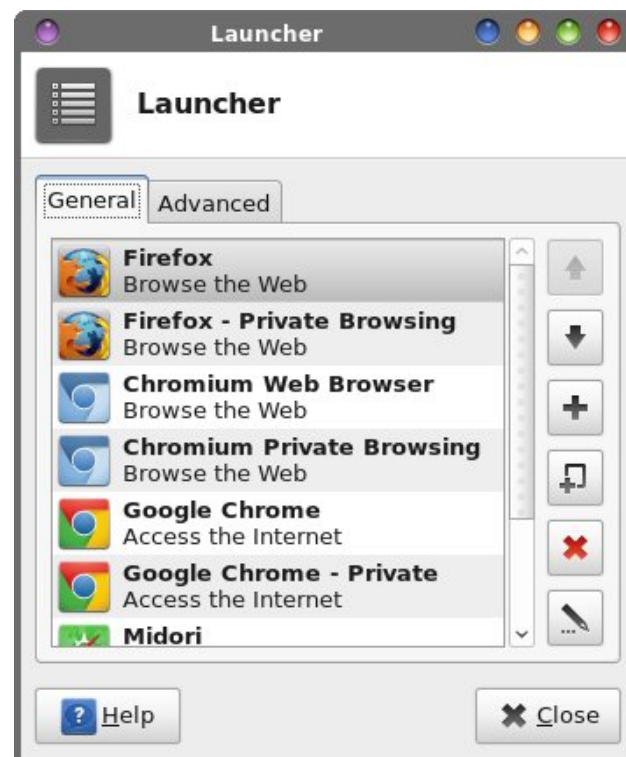 Launcher
Launcher
General Advanced
Firefox
Browse the Web
Firefox - Private Browsing
Browse the Web
Chromium Web Browser
Browse the Web
Chromium Private Browsing
Browse the Web
Google Chrome
Access the Internet
Google Chrome - Private
Access the Internet
Midori
? Help
Close